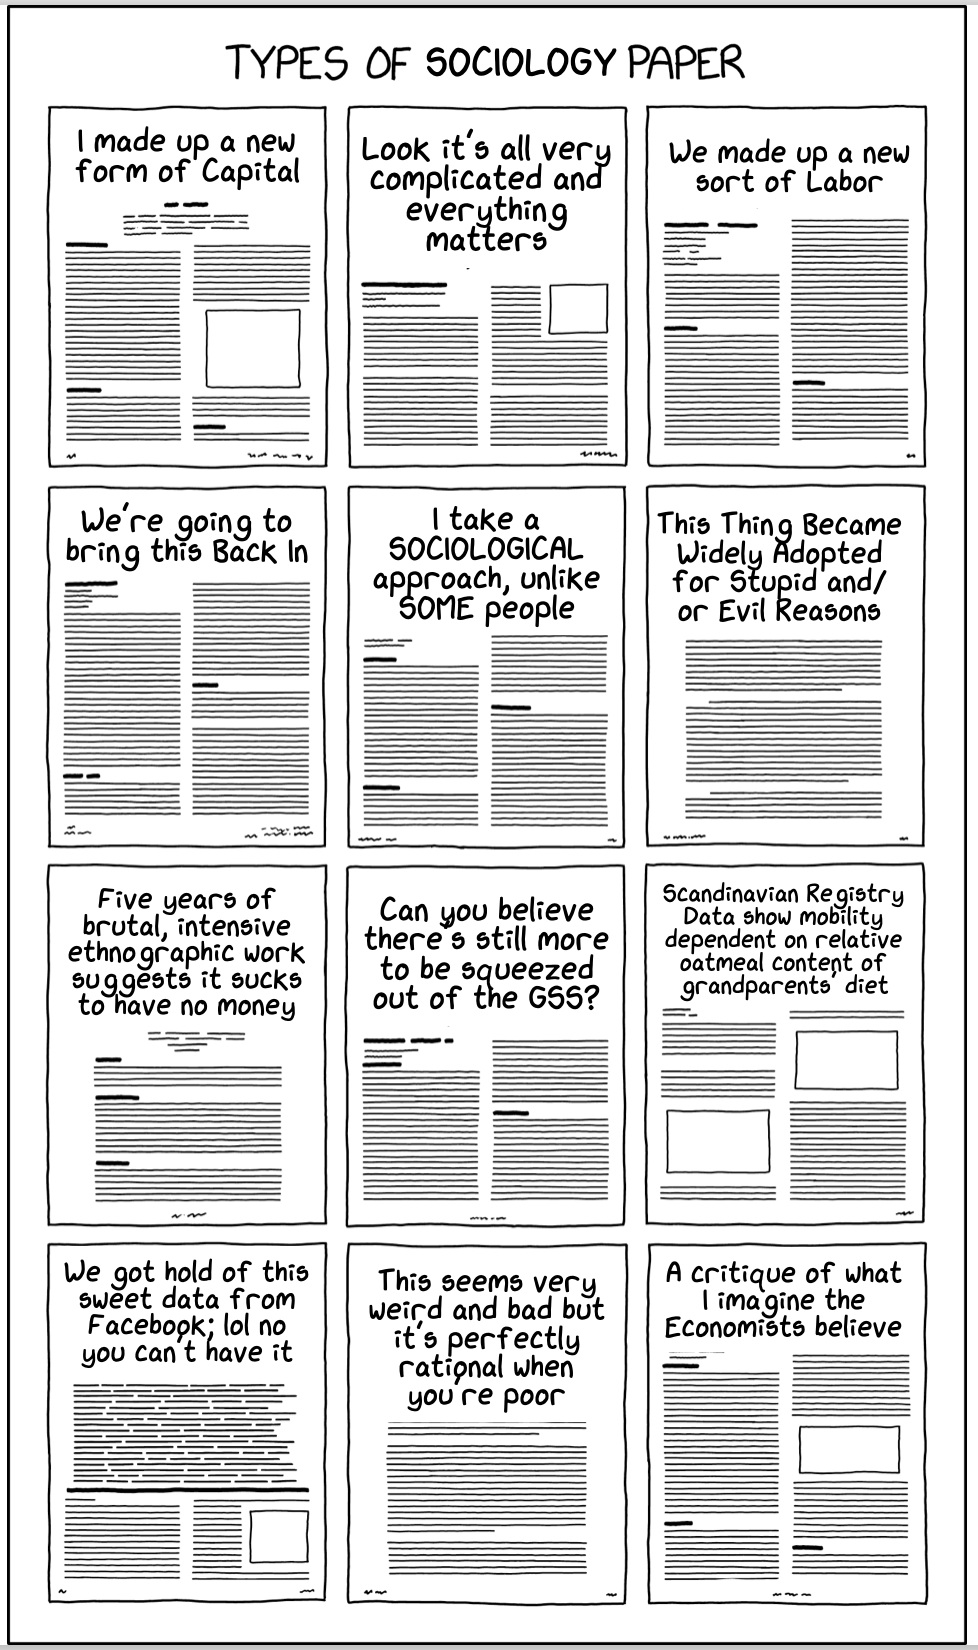 TYPES OF SOCIOLOGY PAPER
I made up a new
form of Capital
Look it's all very
complicated and
everything
matters
We made up a new
sort of Labor
We're going to
bring this Back In
I take a
SOCIOLOGICAL
approach, unlike
SOME people
This Thing Became
Widely Adopted
for Stupid and/
or Evil Reasons
Five years of
brutal, intensive
ethnographic work
suggests it sucks
to have no money
Can you believe
there's still more
to be squeezed
out of the GSS?
Scandinavian Registry
Data show mobility
dependent on relative
oatmeal content of
grandparents' diet
We got hold of this
sweet data from
Facebook; lol no
you can't have it
This seems very
weird and bad but
it's perfectly
rational when
you're poor
A critique of what
I imagine the
Economists believe